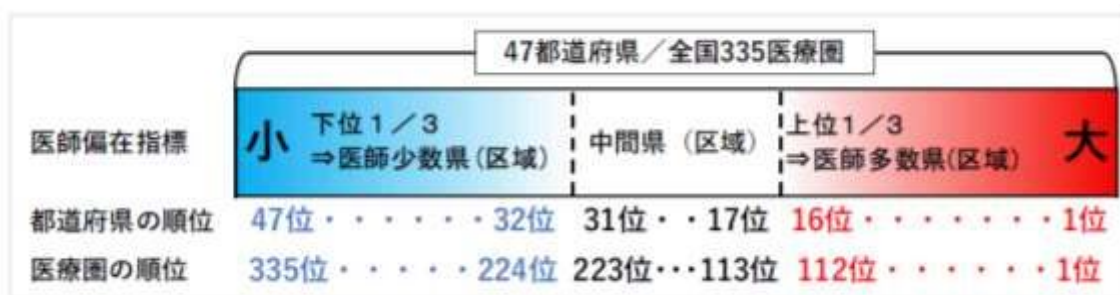 47都道府県／全国335医療圏
医師偏在指標
小
下位１／３
⇒医師少数県(区域)
中間県（区域）
上位１／３
⇒医師多数県(区域)
大
都道府県の順位 47位・・・・・・32位 31位・・17位 16位・・・・・・・1位
医療圏の順位 335位・・・・・224位 223位･･･113位 112位・・・・・・1位